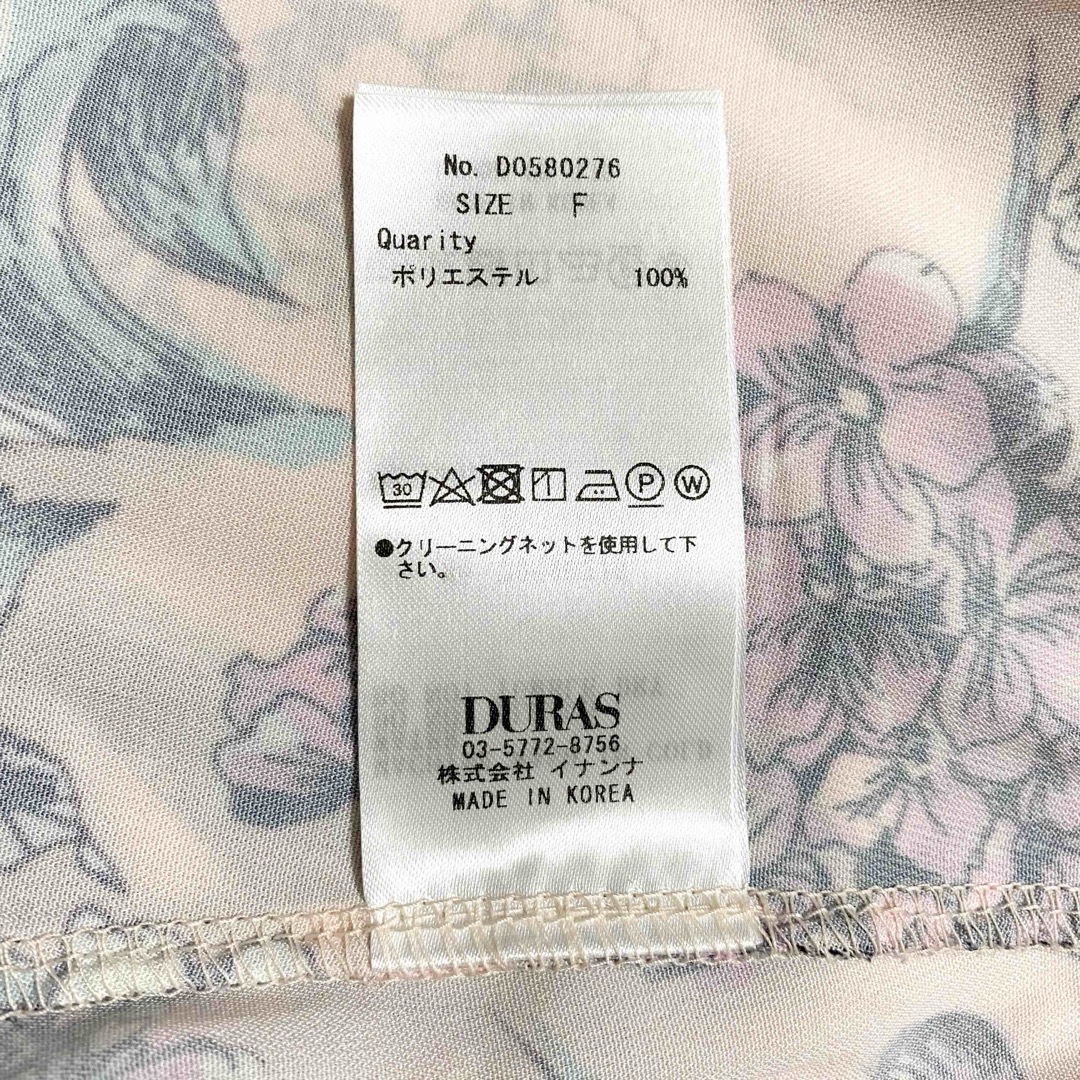 No. D0580276
SIZE F
Quarity
ポリエステル 100%
30 P W
●クリーニングネットを使用して下
さい。
DURAS
03-5772-8756
株式会社 イナンナ
MADE IN KOREA